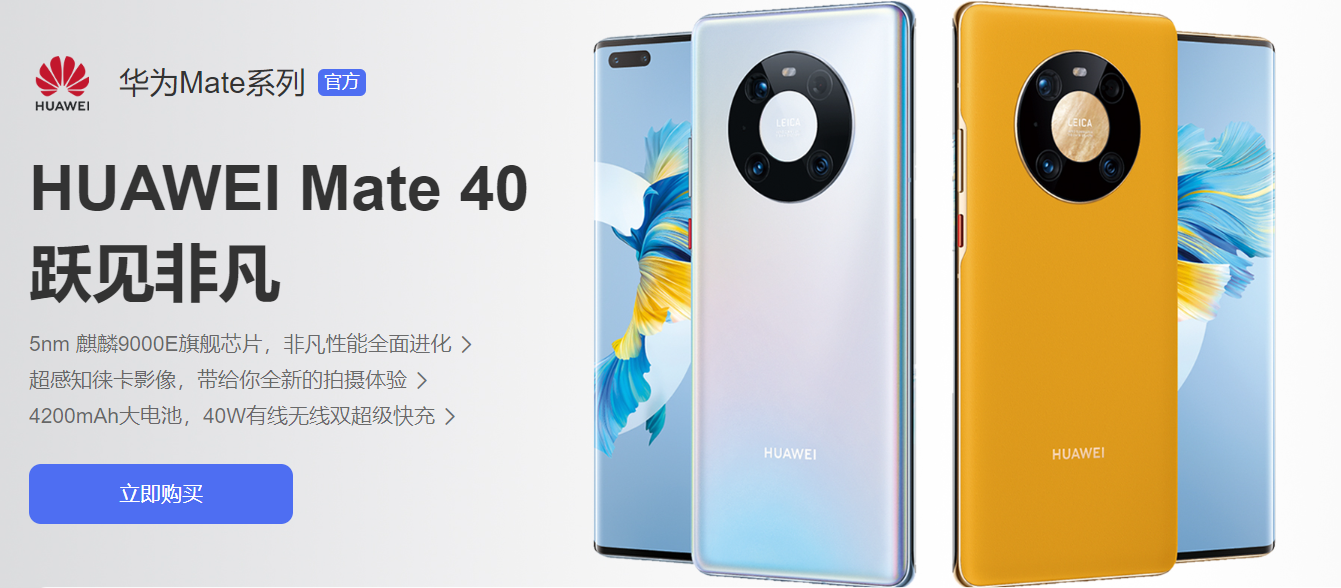 HUAWEI
华为Mate系列 官方
HUAWEI Mate 40
跃见非凡
5nm 麒麟9000E旗舰芯片，非凡性能全面进化 >
超感知徕卡影像，带给你全新的拍摄体验 >
4200mAh大电池，40W有线无线双超级快充 >
立即购买
LEICA
HUAWEI
LEICA
HUAWEI